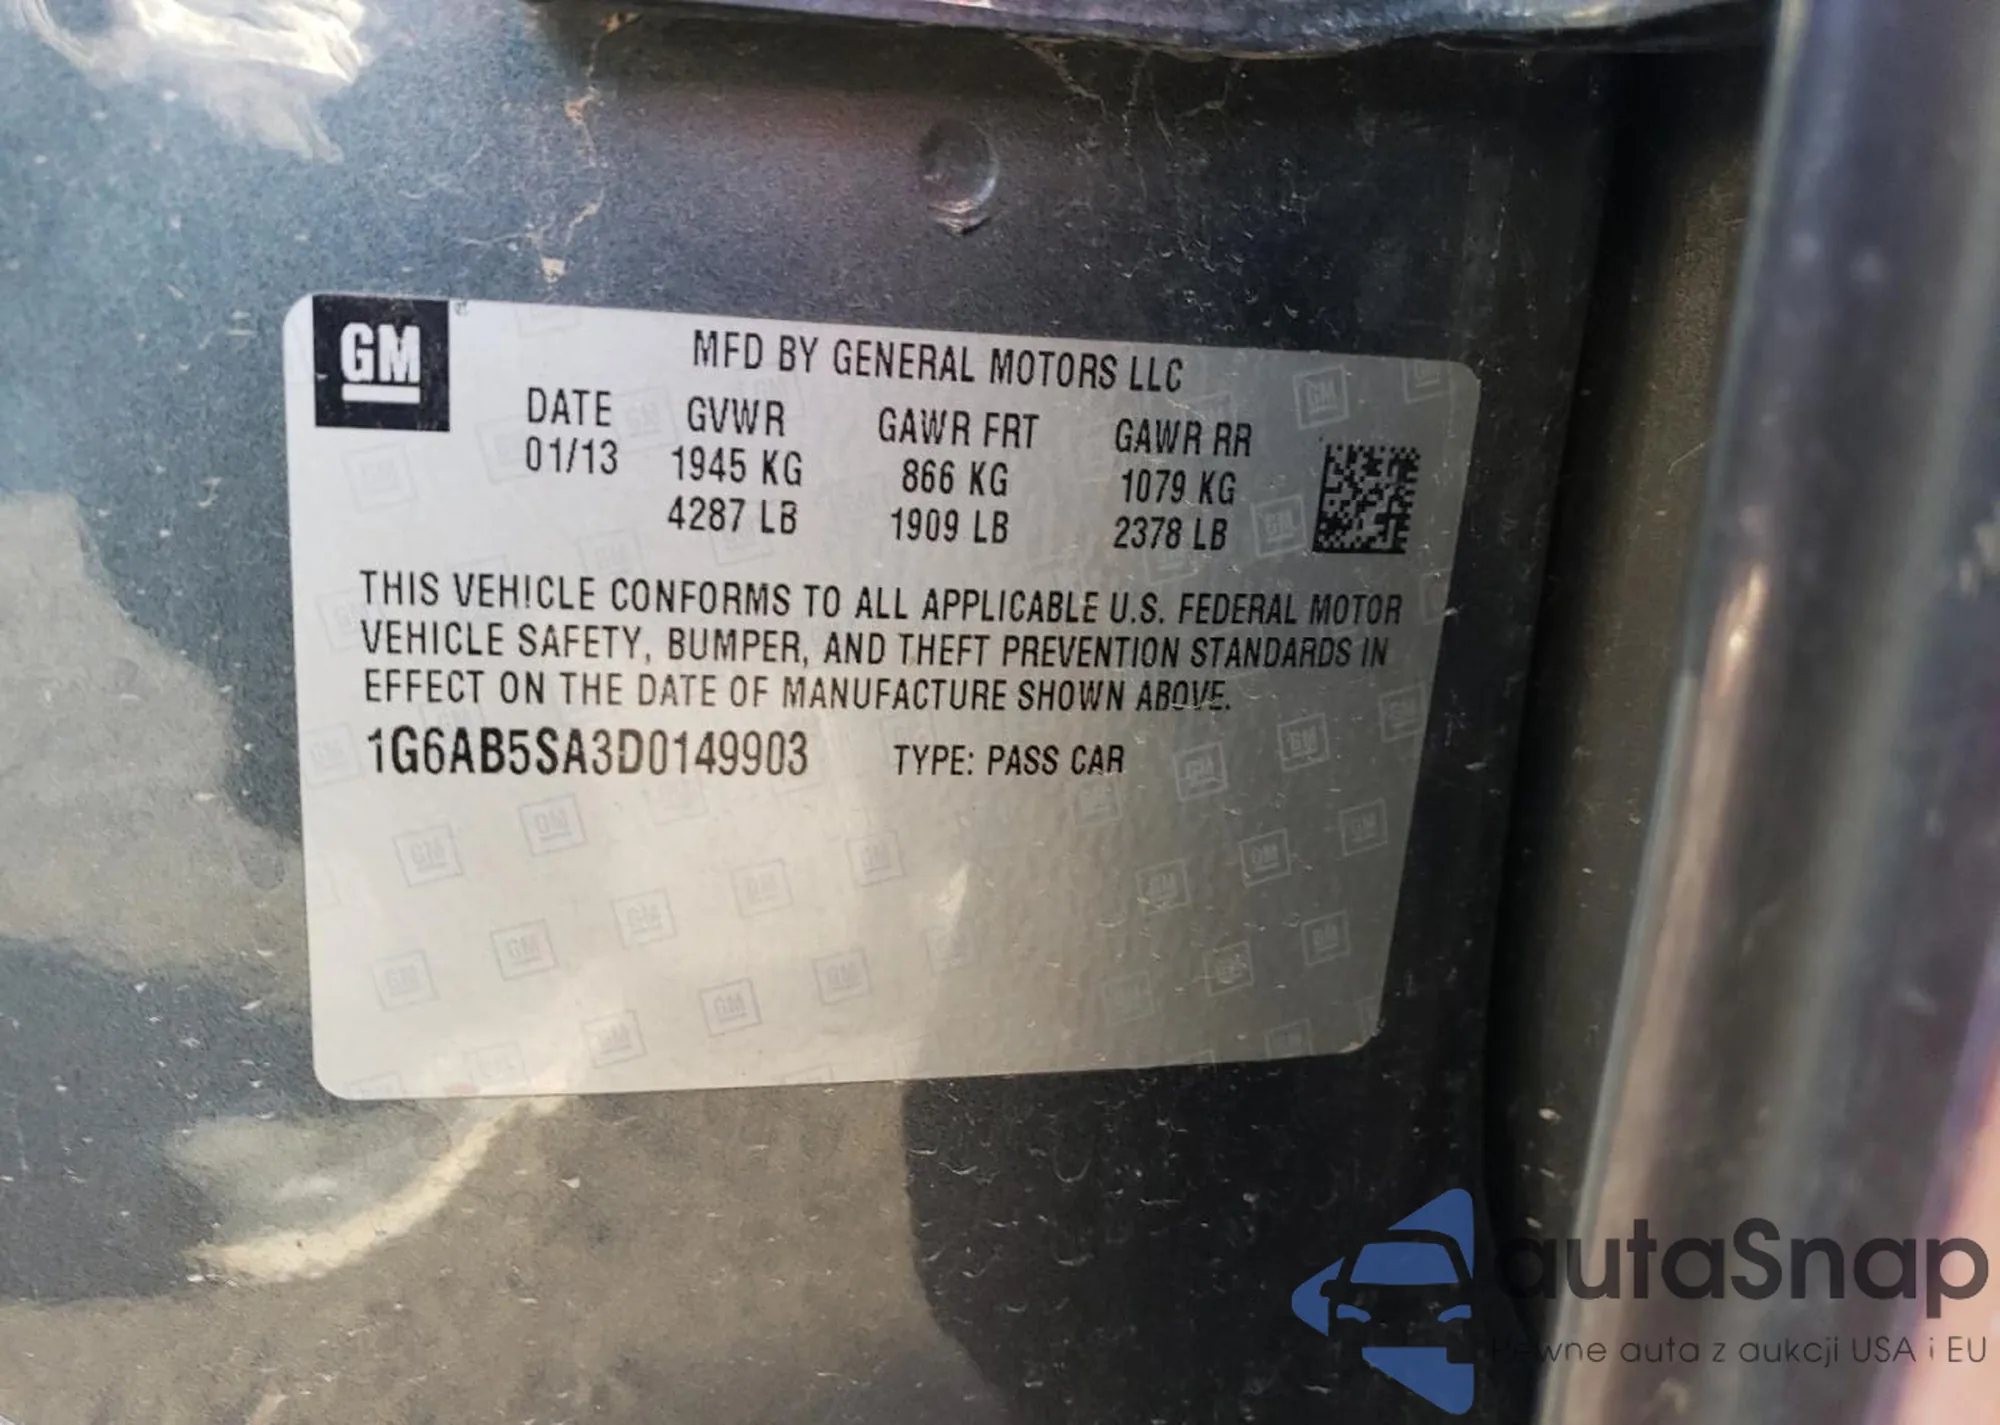 GM
MFD BY GENERAL MOTORS LLC
DATE GVWR GAWR FRT GAWR RR
01/13 1945 KG 866 KG 1079 KG
4287 LB 1909 LB 2378 LB
THIS VEHICLE CONFORMS TO ALL APPLICABLE U.S. FEDERAL MOTOR
VEHICLE SAFETY, BUMPER, AND THEFT PREVENTION STANDARDS IN
EFFECT ON THE DATE OF MANUFACTURE SHOWN ABOVE.
1G6AB5SA3D0149903 TYPE: PASS CAR
autaSnap
Pewne auta z aukcji USA i EU